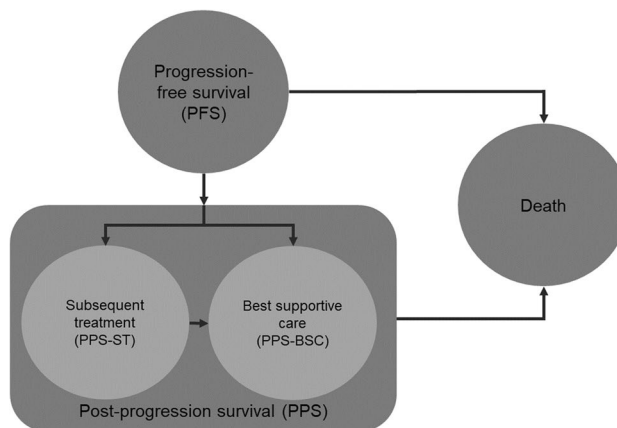 Progression-
free survival
(PFS)
Death
Subsequent
treatment
(PPS-ST)
Best supportive
care
(PPS-BSC)
Post-progression survival (PPS)